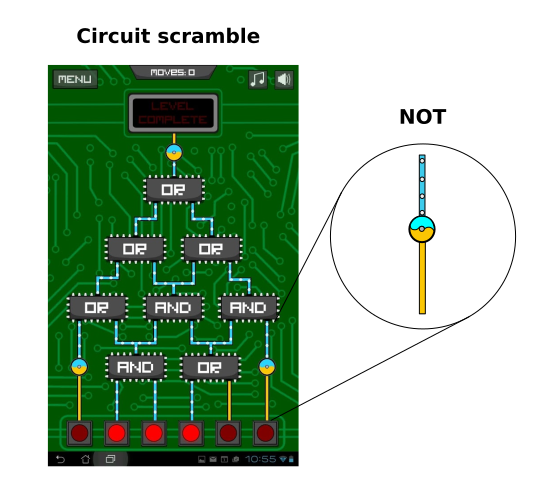 Circuit scramble
MENU
MOVES: 0
LEVEL
COMPLETE
NOT
OR
OR OR
OR AND AND
AND OR
10:55